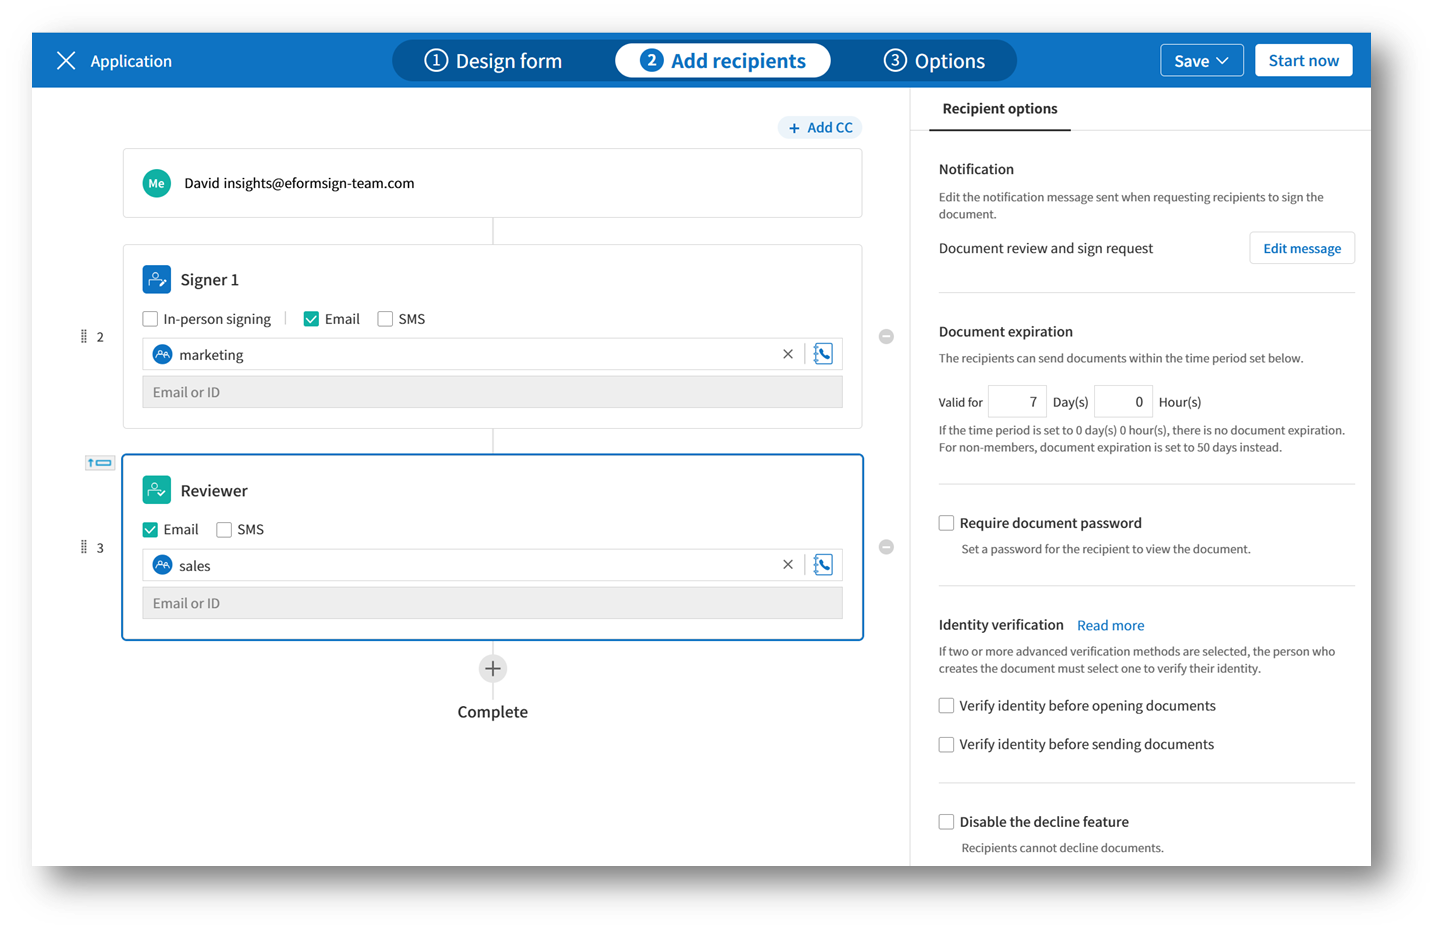 Application
1 Design form
2 Add recipients
3 Options
Save
Start now
+ Add CC
Me David insights@eformsign-team.com
Signer 1
In-person signing
Email
SMS
2
marketing
Email or ID
Reviewer
Email
SMS
3
sales
Email or ID
Complete
Recipient options
Notification
Edit the notification message sent when requesting recipients to sign the
document.
Document review and sign request
Edit message
Document expiration
The recipients can send documents within the time period set below.
Valid for 7 Day(s) 0 Hour(s)
If the time period is set to 0 day(s) 0 hour(s), there is no document expiration.
For non-members, document expiration is set to 50 days instead.
Require document password
Set a password for the recipient to view the document.
Identity verification Read more
If two or more advanced verification methods are selected, the person who
creates the document must select one to verify their identity.
Verify identity before opening documents
Verify identity before sending documents
Disable the decline feature
Recipients cannot decline documents.